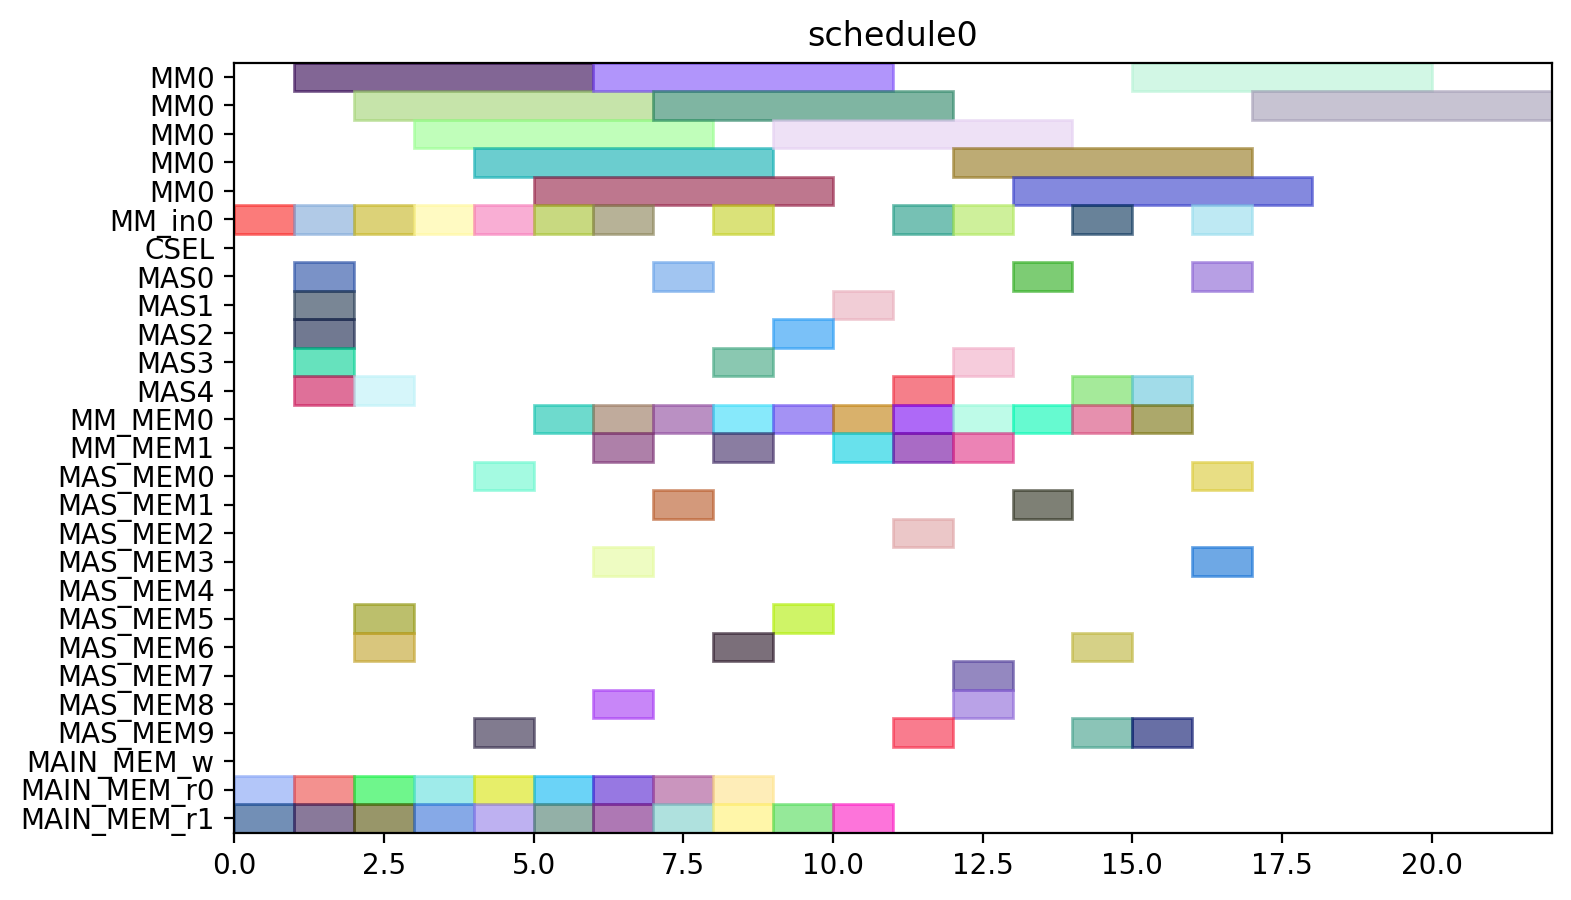 schedule0
MM0
MM0
MM0
MM0
MM0
MM_in0
CSEL
MAS0
MAS1
MAS2
MAS3
MAS4
MM_MEM0
MM_MEM1
MAS_MEM0
MAS_MEM1
MAS_MEM2
MAS_MEM3
MAS_MEM4
MAS_MEM5
MAS_MEM6
MAS_MEM7
MAS_MEM8
MAS_MEM9
MAIN_MEM_w
MAIN_MEM_r0
MAIN_MEM_r1
0.0 2.5 5.0 7.5 10.0 12.5 15.0 17.5 20.0